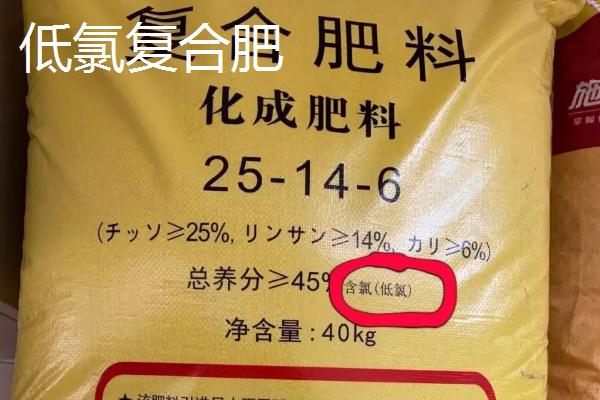 低氯复合肥
复合肥料
化成肥料
25-14-6
(チッソ≥25%,リンサン≥14%,カリ≥6%)
总养分≥45%
含氯(低氯)
净含量:40kg
施